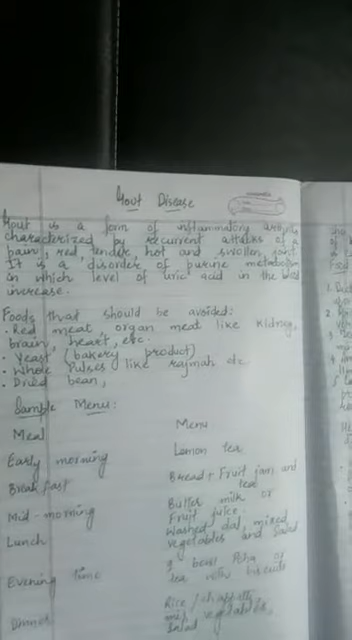 Gout Disease
Gout is a form of inflammatory arthritis
characterized by recurrent attacks of a
pain, red, tender, hot and swollen joint.
It is a disorder of purine metabolism
in which level of uric acid in the blood
increase.
Foods that should be avoided:
• Red meat, organ meat like kidney,
brain, heart, etc.
• Yeast (bakery product)
• Whole Pulses like rajmah etc
• Dried bean,
Sample Menu:
Meal Menu
Early morning Lemon tea
Breakfast Bread + Fruit jam and
tea
Mid-morning Butter milk or
Fruit juice.
Lunch Washed dal, mixed
vegetables and salad
Evening time or
tea with biscuits
Dinner Rice / chapatti,
mix vegetables,
Salad